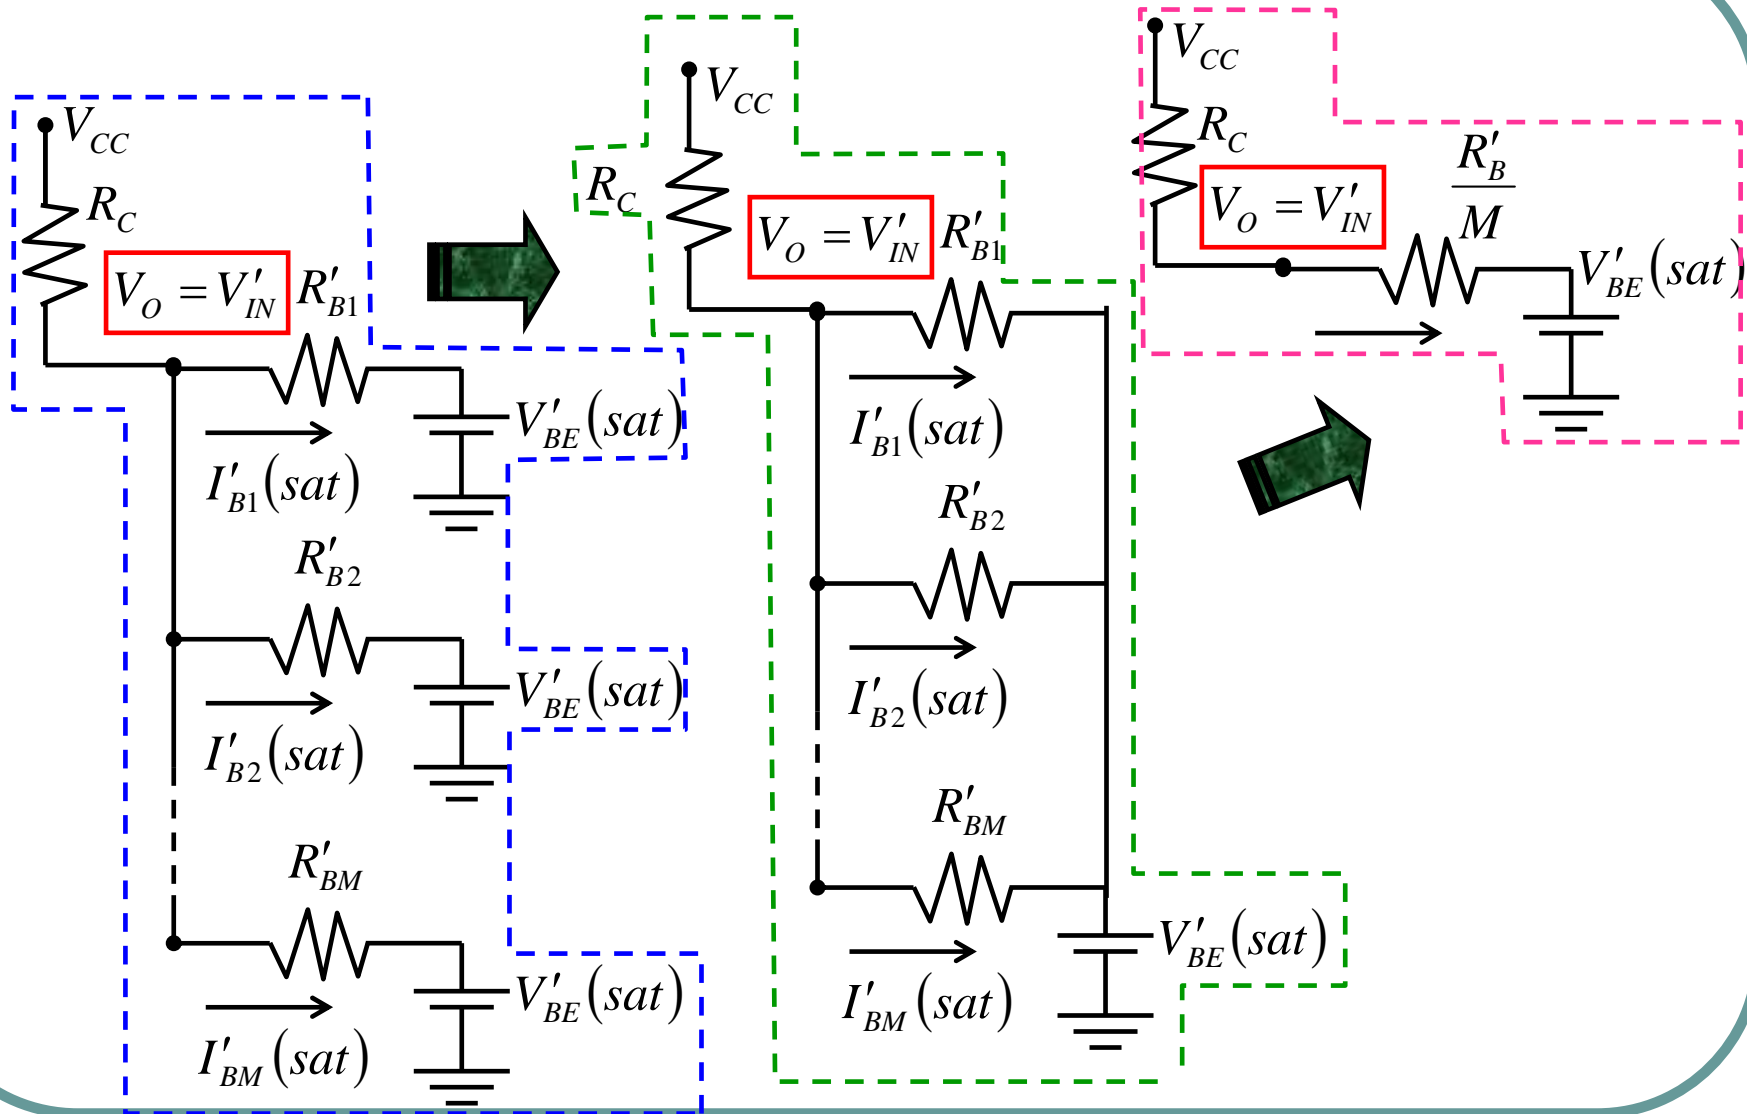 V_CC
R_C
V_O = V'_IN
R'_B1
V'_BE(sat)
I'_B1(sat)
R'_B2
V'_BE(sat)
I'_B2(sat)
R'_BM
V'_BE(sat)
I'_BM(sat)
V_CC
R_C
V_O = V'_IN
R'_B1
I'_B1(sat)
R'_B2
I'_B2(sat)
R'_BM
V'_BE(sat)
I'_BM(sat)
V_CC
R_C
V_O = V'_IN
R'_B
M
V'_BE(sat)